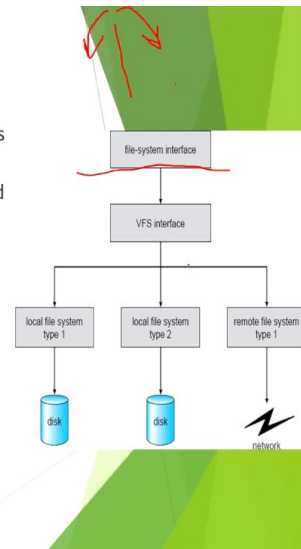 s
d
file-system interface
VFS interface
local file system
type 1
local file system
type 2
remote file system
type 1
disk
disk
network